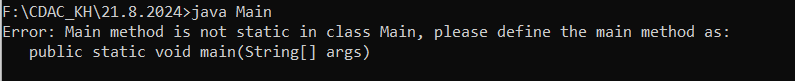 F:\CDAC_KH\21.8.2024>java Main
Error: Main method is not static in class Main, please define the main method as:
   public static void main(String[] args)